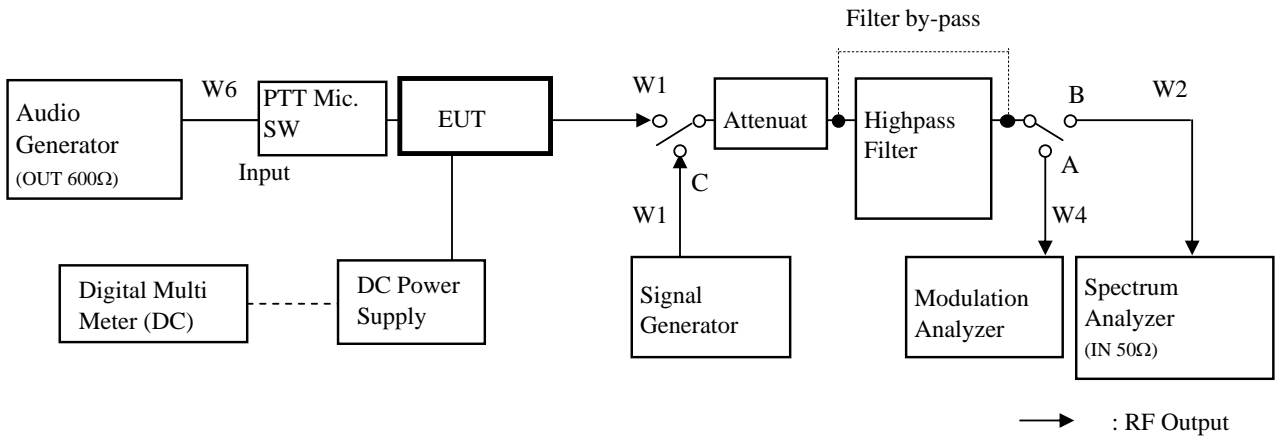 Filter by-pass
W6
W1
B
W2
Audio
Generator
(OUT 600Ω)
PTT Mic.
SW
EUT
Attenuat
Highpass
Filter
Input
C
A
W1
W4
Digital Multi
Meter (DC)
DC Power
Supply
Signal
Generator
Modulation
Analyzer
Spectrum
Analyzer
(IN 50Ω)
: RF Output